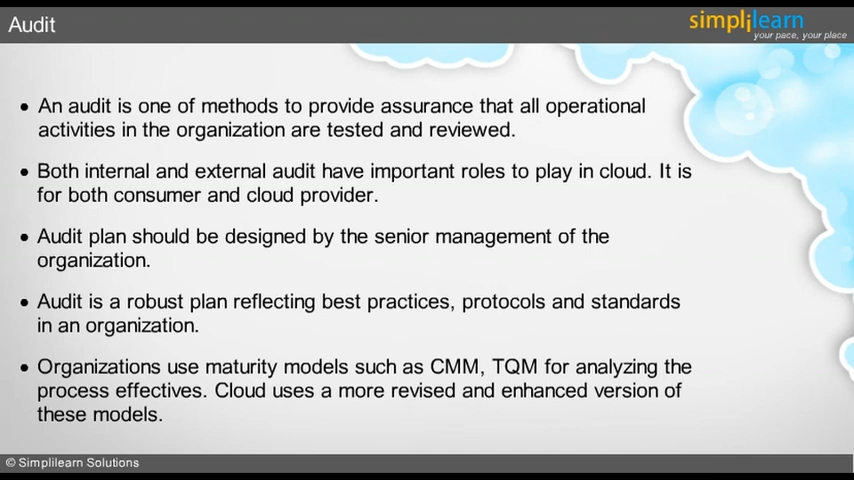 Audit
simplilearn
your pace, your place
• An audit is one of methods to provide assurance that all operational
activities in the organization are tested and reviewed.
• Both internal and external audit have important roles to play in cloud. It is
for both consumer and cloud provider.
• Audit plan should be designed by the senior management of the
organization.
• Audit is a robust plan reflecting best practices, protocols and standards
in an organization.
• Organizations use maturity models such as CMM, TQM for analyzing the
process effectives. Cloud uses a more revised and enhanced version of
these models.
© Simplilearn Solutions